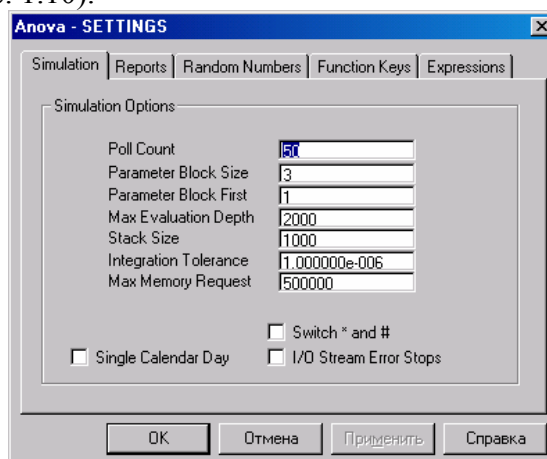 1.10).
Anova - SETTINGS
Simulation Reports Random Numbers Function Keys Expressions
Simulation Options
Poll Count 50
Parameter Block Size 3
Parameter Block First 1
Max Evaluation Depth 2000
Stack Size 1000
Integration Tolerance 1.000000e-006
Max Memory Request 500000
Switch * and #
Single Calendar Day I/O Stream Error Stops
OK Отмена Применить Справка